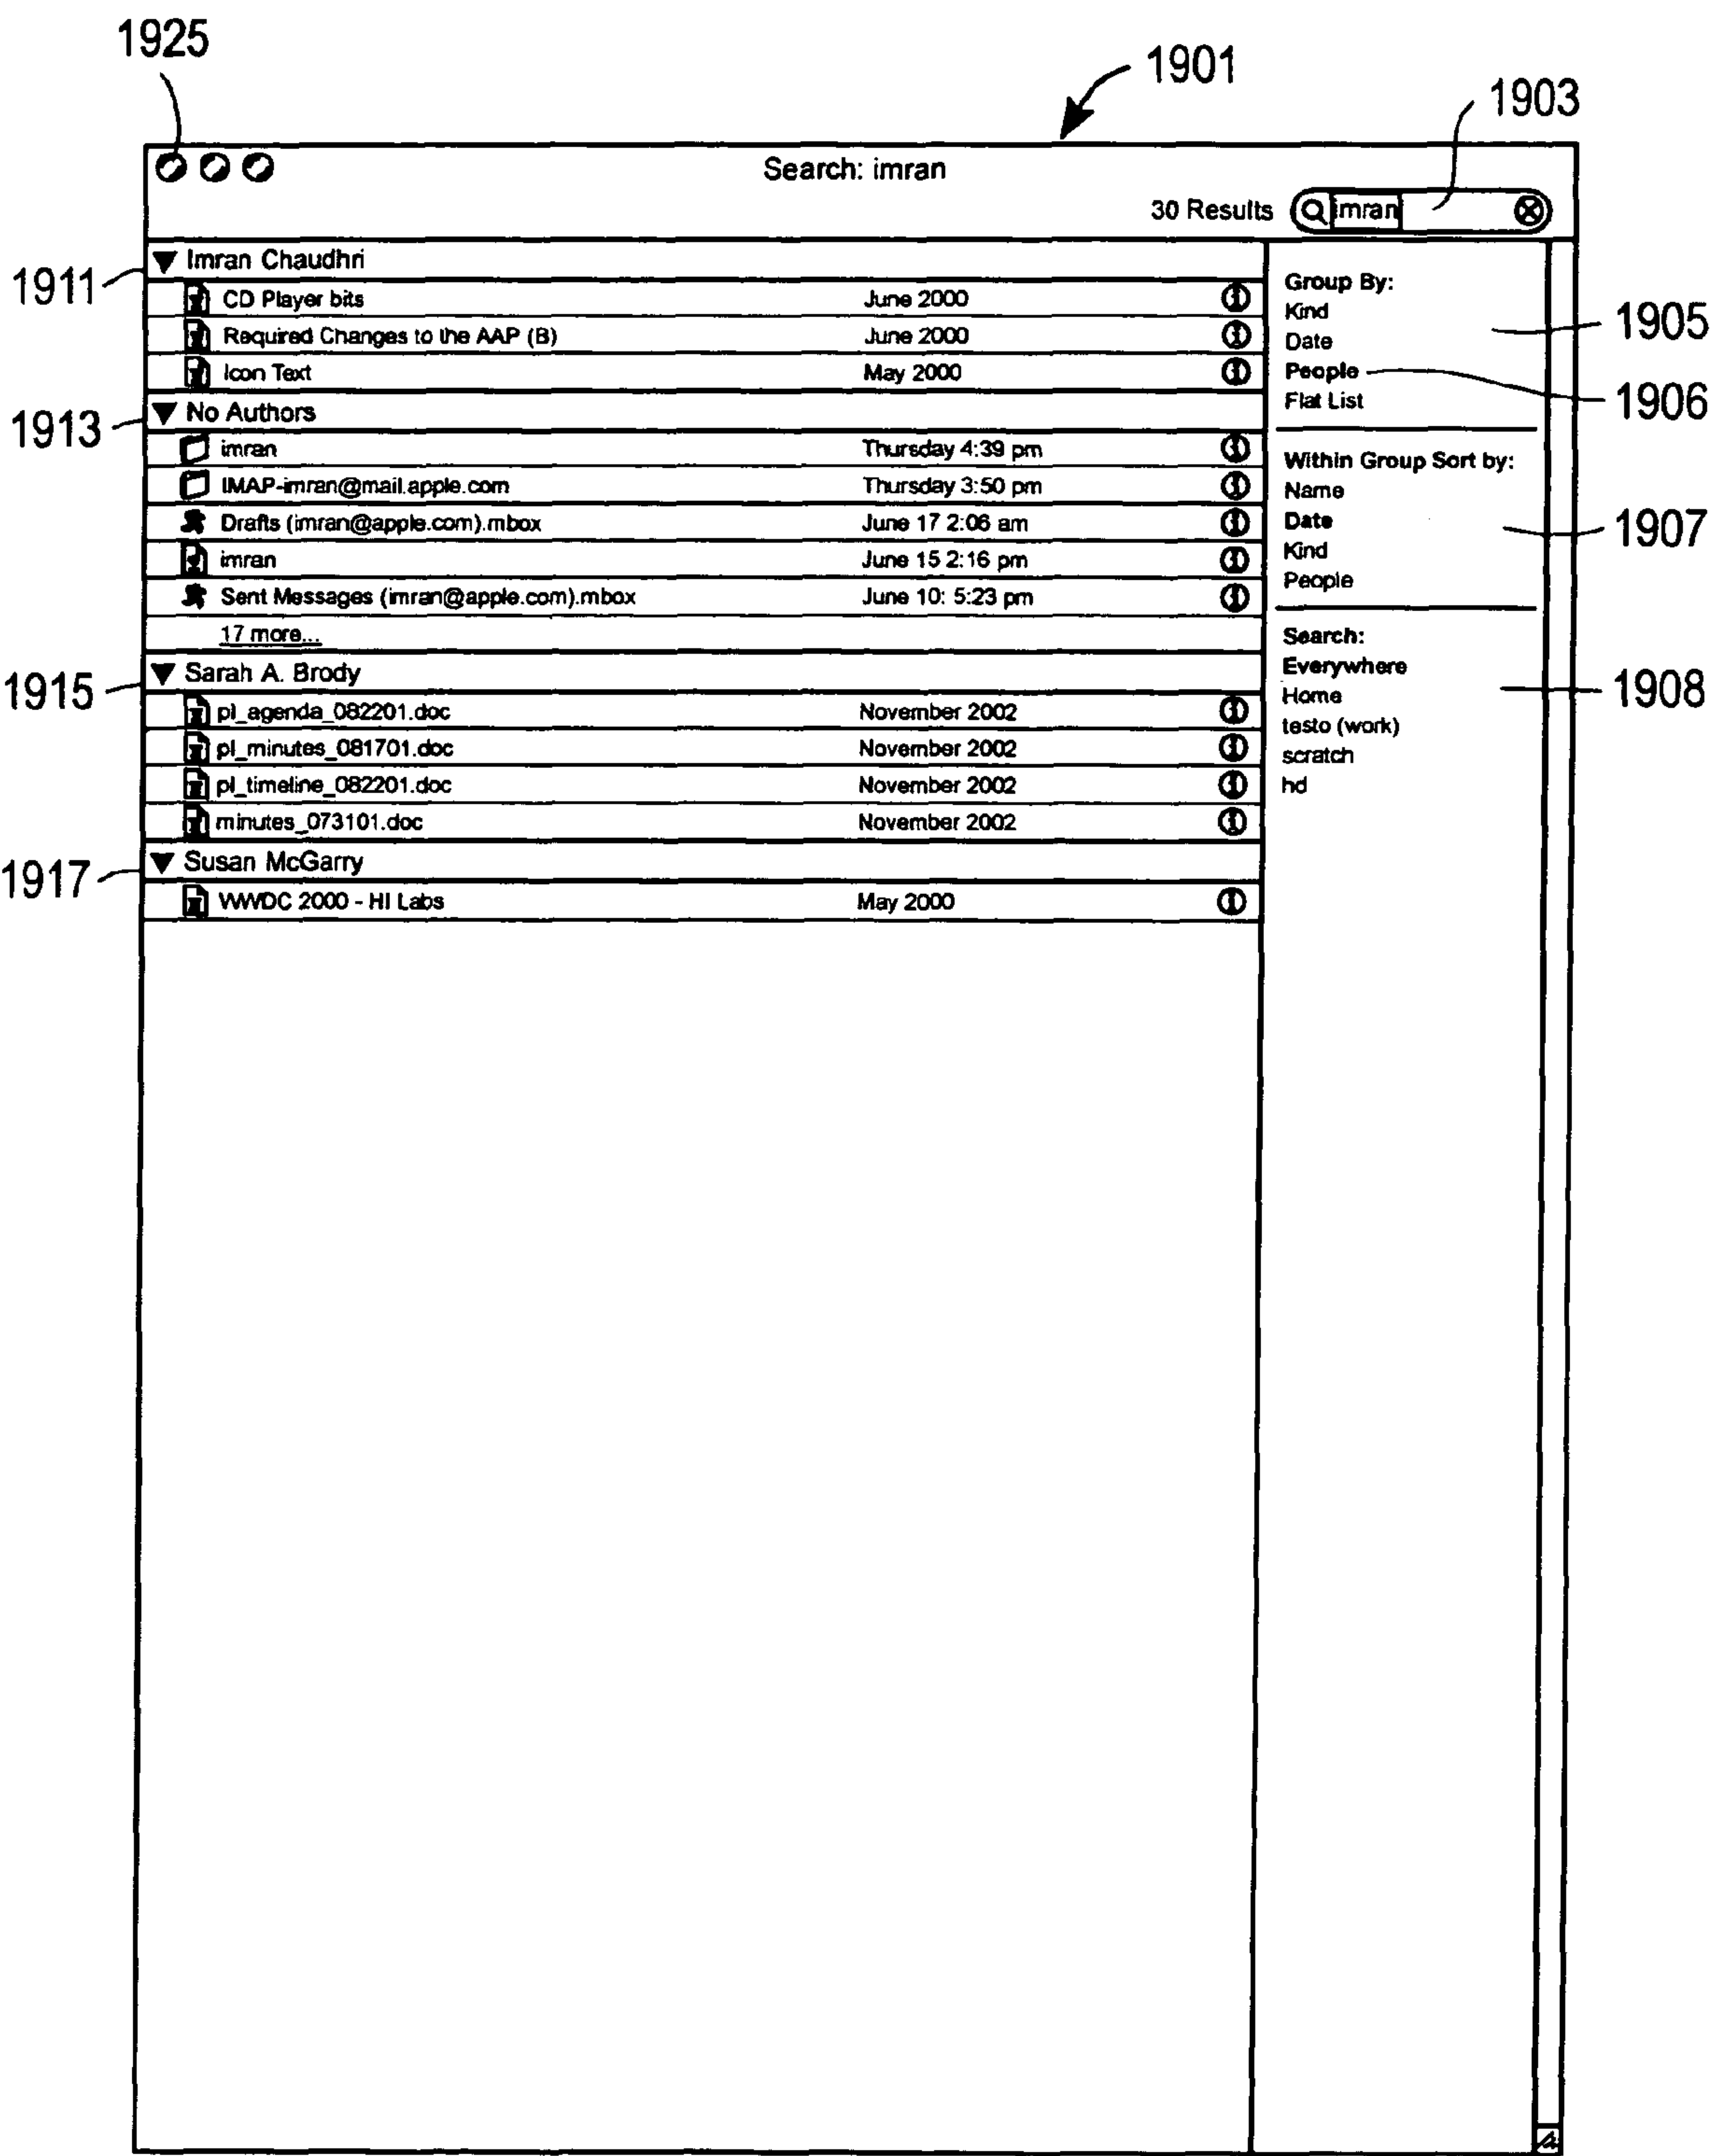 1925
1901
1903
Search: imran
30 Results imran
1911
Imran Chaudhri
CD Player bits June 2000
Required Changes to the AAP (B) June 2000
Icon Text May 2000
1913
No Authors
imran Thursday 4:39 pm
IMAP-imran@mail.apple.com Thursday 3:50 pm
Drafts (imran@apple.com).mbox June 17 2:06 am
imran June 15 2:16 pm
Sent Messages (imran@apple.com).mbox June 10: 5:23 pm
17 more...
1915
Sarah A. Brody
pl_agenda_082201.doc November 2002
pl_minutes_081701.doc November 2002
pl_timeline_082201.doc November 2002
minutes_073101.doc November 2002
1917
Susan McGarry
WWDC 2000 - HI Labs May 2000
Group By:
Kind
Date
People
Flat List
1905
1906
Within Group Sort by:
Name
Date
Kind
People
1907
Search:
Everywhere
Home
testo (work)
scratch
hd
1908